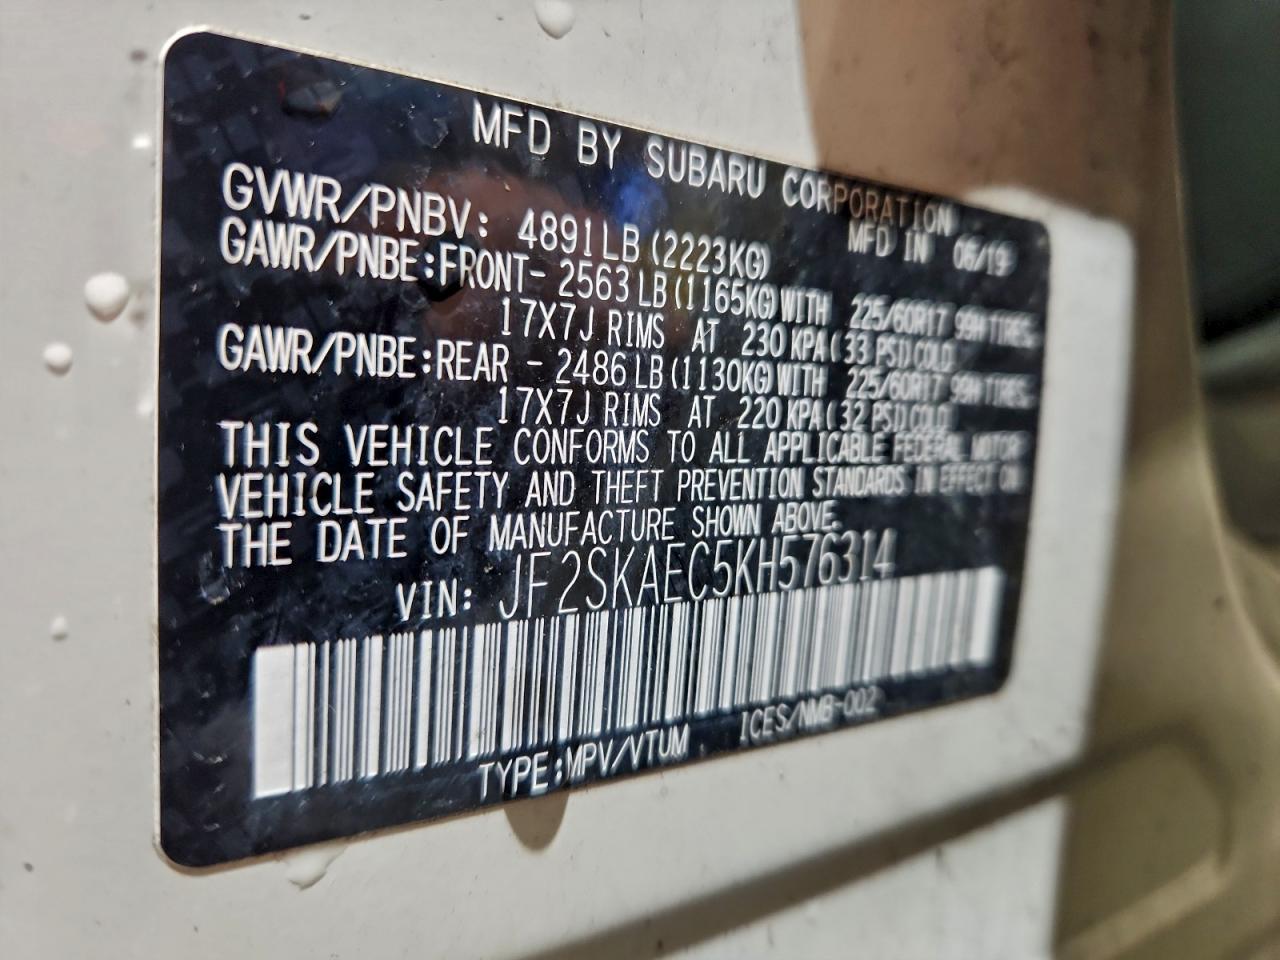 MFD BY SUBARU CORPORATION
GVWR/PNBV: 4891LB(2223KG) MFD IN 06/19
GAWR/PNBE:FRONT- 2563 LB(1165KG)WITH 225/60R17 99H TIRES.
17X7J RIMS AT 230 KPA(33 PSI)COLD
GAWR/PNBE:REAR - 2486 LB(1130KG)WITH 225/60R17 99H TIRES.
17X7J RIMS AT 220 KPA(32 PSI)COLD
THIS VEHICLE CONFORMS TO ALL APPLICABLE FEDERAL MOTOR
VEHICLE SAFETY AND THEFT PREVENTION STANDARDS IN EFFECT ON
THE DATE OF MANUFACTURE SHOWN ABOVE.
VIN: JF2SKAEC5KH576314
TYPE:MPV/VTUM ICES/NMB-002